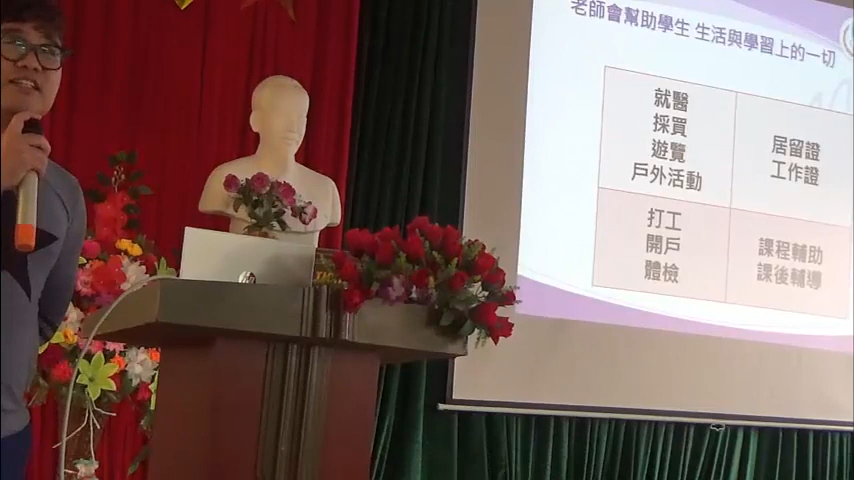 老師會幫助學生 生活與學習上的一切
就醫
採買
遊覽
戶外活動
居留證
工作證
打工
開戶
體檢
課程輔助
課後輔導